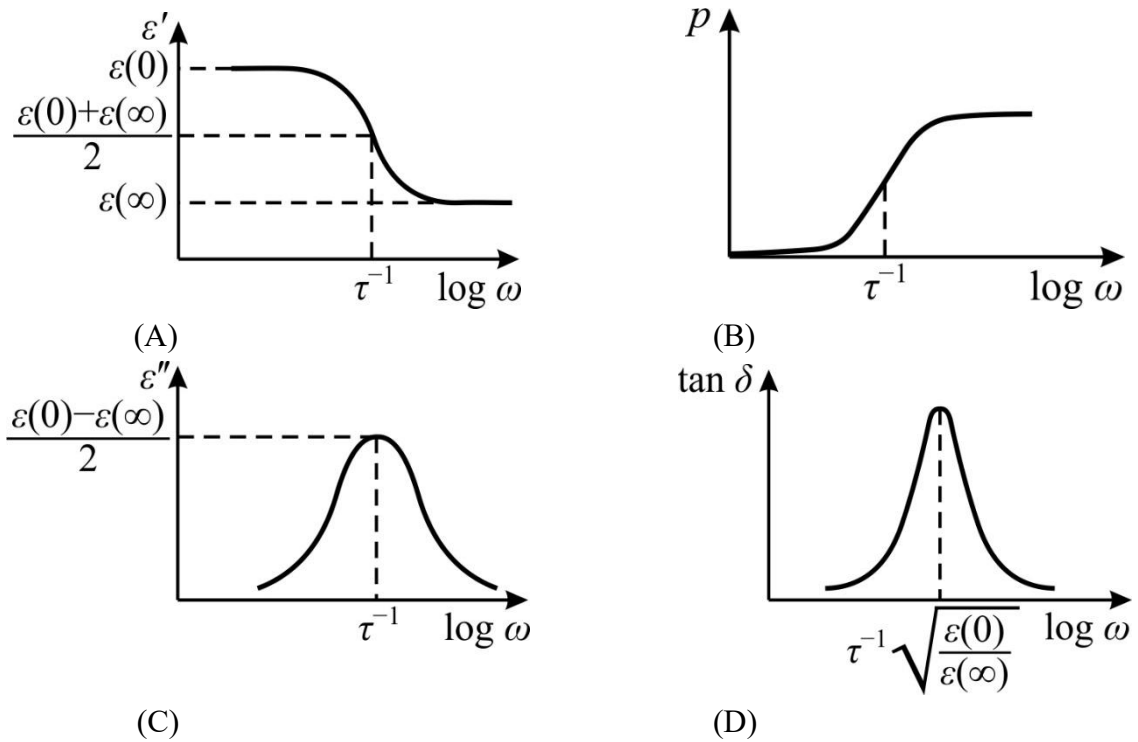 ε′
ε(0)
ε(0)+ε(∞)
2
ε(∞)
τ⁻¹ log ω
(A)
p
τ⁻¹ log ω
(B)
ε″
ε(0)−ε(∞)
2
τ⁻¹ log ω
(C)
tan δ
log ω
τ⁻¹ √ε(0)
ε(∞)
(D)